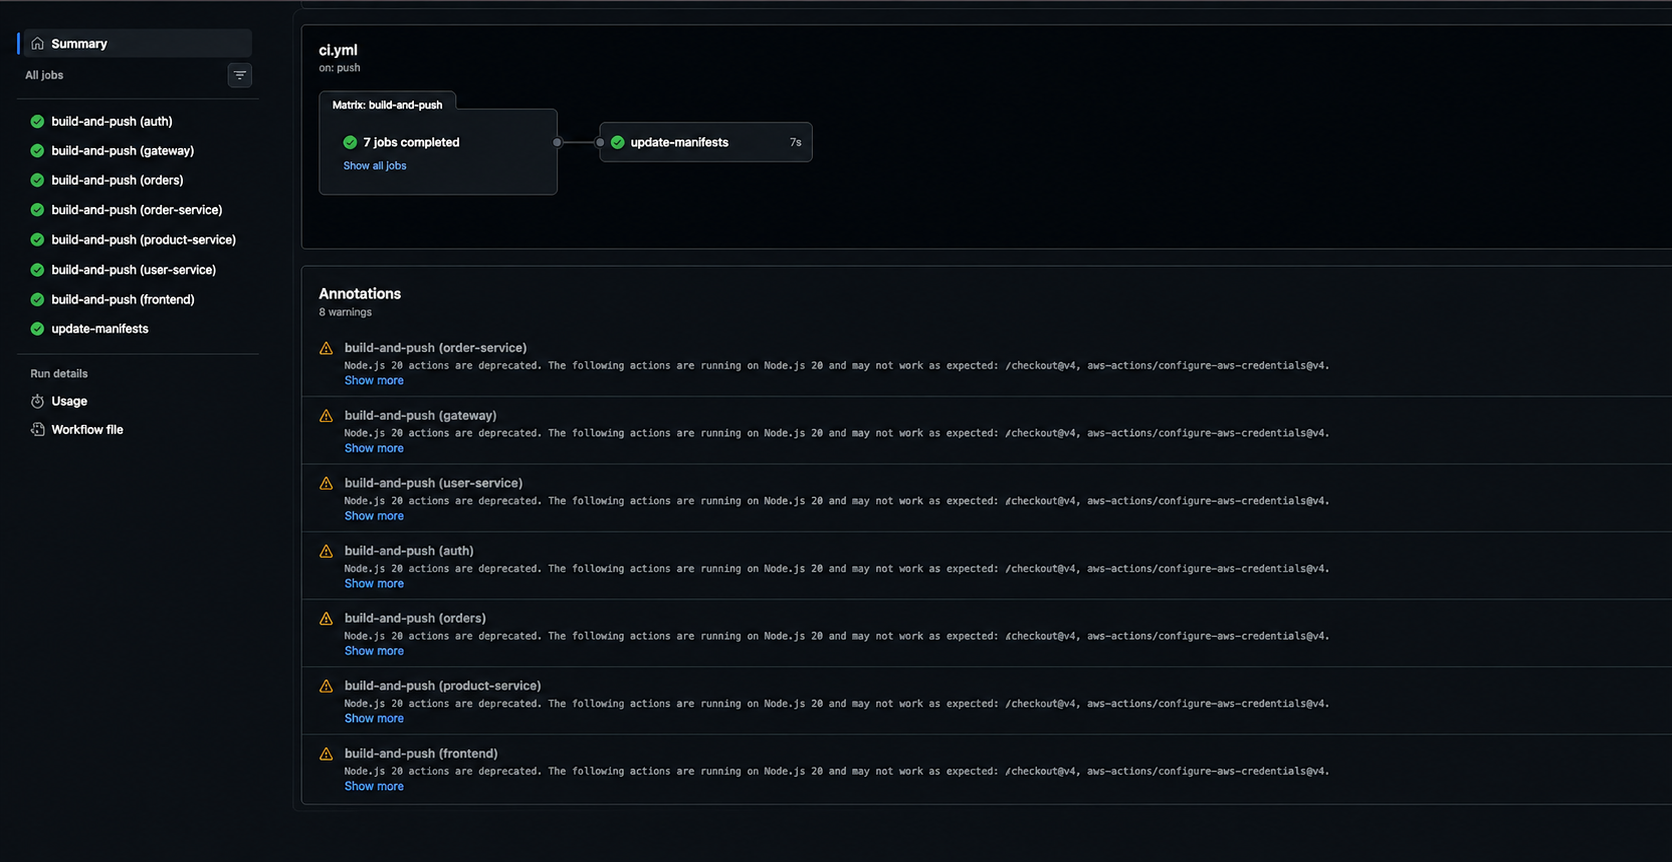 Summary
All jobs
build-and-push (auth)
build-and-push (gateway)
build-and-push (orders)
build-and-push (order-service)
build-and-push (product-service)
build-and-push (user-service)
build-and-push (frontend)
update-manifests
Run details
Usage
Workflow file
ci.yml
on: push
Matrix: build-and-push
7 jobs completed
Show all jobs
update-manifests 7s
Annotations
8 warnings
build-and-push (order-service)
Node.js 20 actions are deprecated. The following actions are running on Node.js 20 and may not work as expected: /checkout@v4, aws-actions/configure-aws-credentials@v4.
Show more
build-and-push (gateway)
Node.js 20 actions are deprecated. The following actions are running on Node.js 20 and may not work as expected: /checkout@v4, aws-actions/configure-aws-credentials@v4.
Show more
build-and-push (user-service)
Node.js 20 actions are deprecated. The following actions are running on Node.js 20 and may not work as expected: /checkout@v4, aws-actions/configure-aws-credentials@v4.
Show more
build-and-push (auth)
Node.js 20 actions are deprecated. The following actions are running on Node.js 20 and may not work as expected: /checkout@v4, aws-actions/configure-aws-credentials@v4.
Show more
build-and-push (orders)
Node.js 20 actions are deprecated. The following actions are running on Node.js 20 and may not work as expected: /checkout@v4, aws-actions/configure-aws-credentials@v4.
Show more
build-and-push (product-service)
Node.js 20 actions are deprecated. The following actions are running on Node.js 20 and may not work as expected: /checkout@v4, aws-actions/configure-aws-credentials@v4.
Show more
build-and-push (frontend)
Node.js 20 actions are deprecated. The following actions are running on Node.js 20 and may not work as expected: /checkout@v4, aws-actions/configure-aws-credentials@v4.
Show more